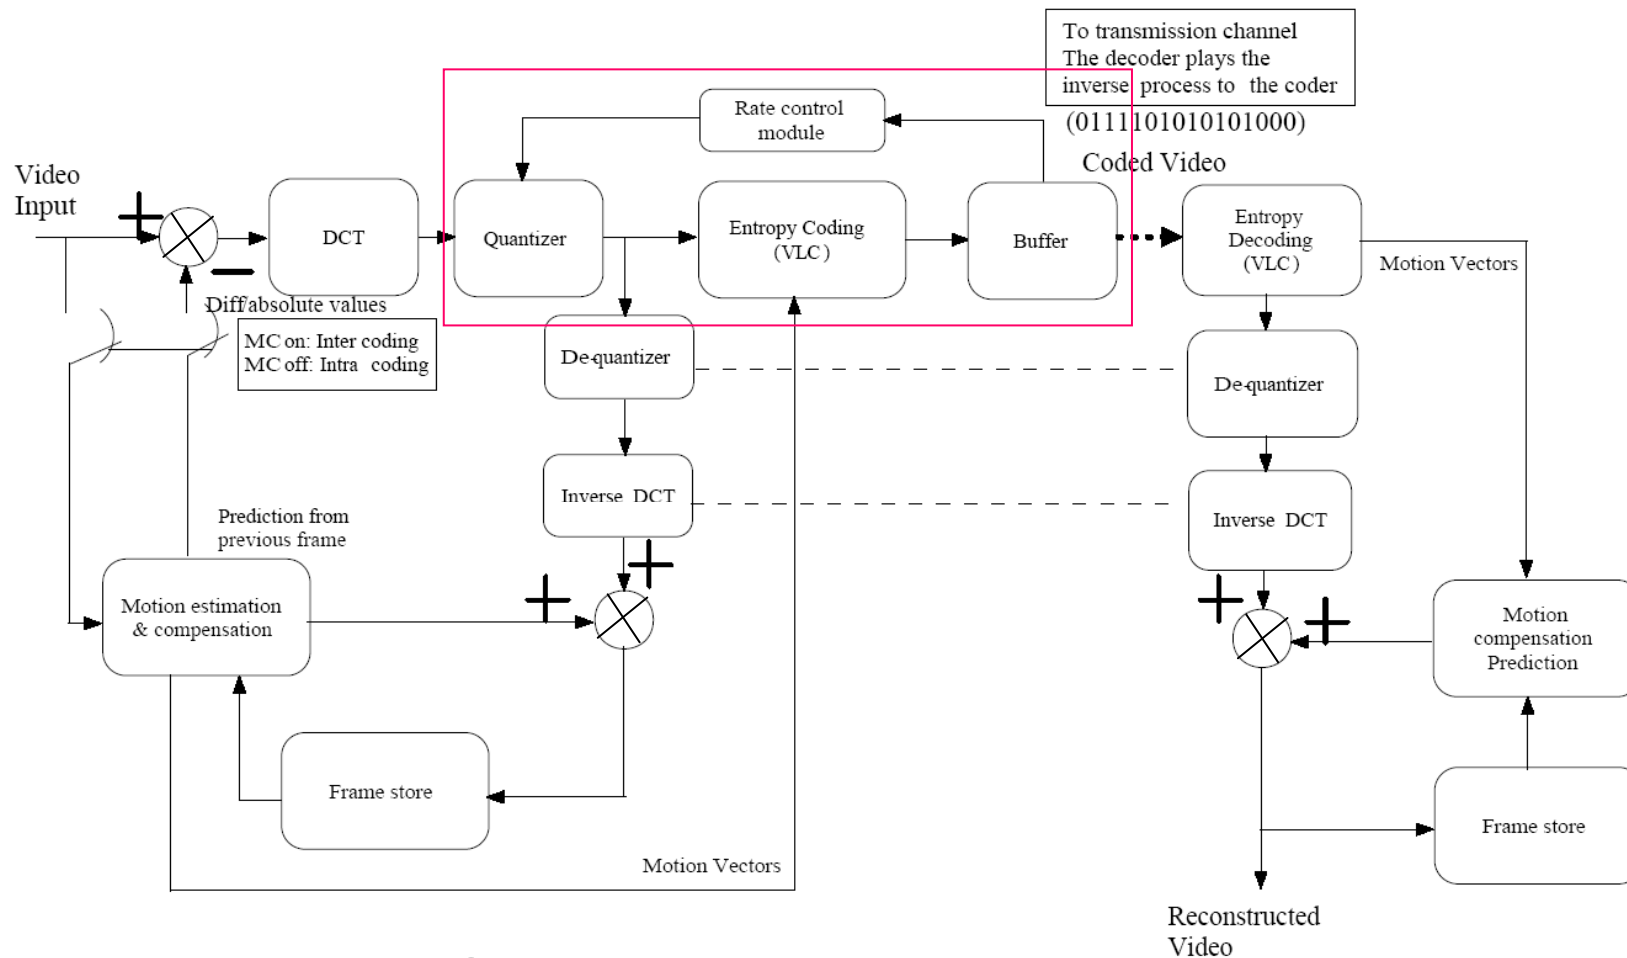 To transmission channel
The decoder plays the
inverse process to the coder
(0111101010101000)
Coded Video
Rate control
module
Video
Input
DCT
Quantizer
Entropy Coding
(VLC)
Buffer
Entropy
Decoding
(VLC)
Motion Vectors
Diff/absolute values
MC on: Inter coding
MC off: Intra coding
De-quantizer
De-quantizer
Inverse DCT
Inverse DCT
Prediction from
previous frame
Motion estimation
& compensation
Motion
compensation
Prediction
Frame store
Frame store
Motion Vectors
Reconstructed
Video